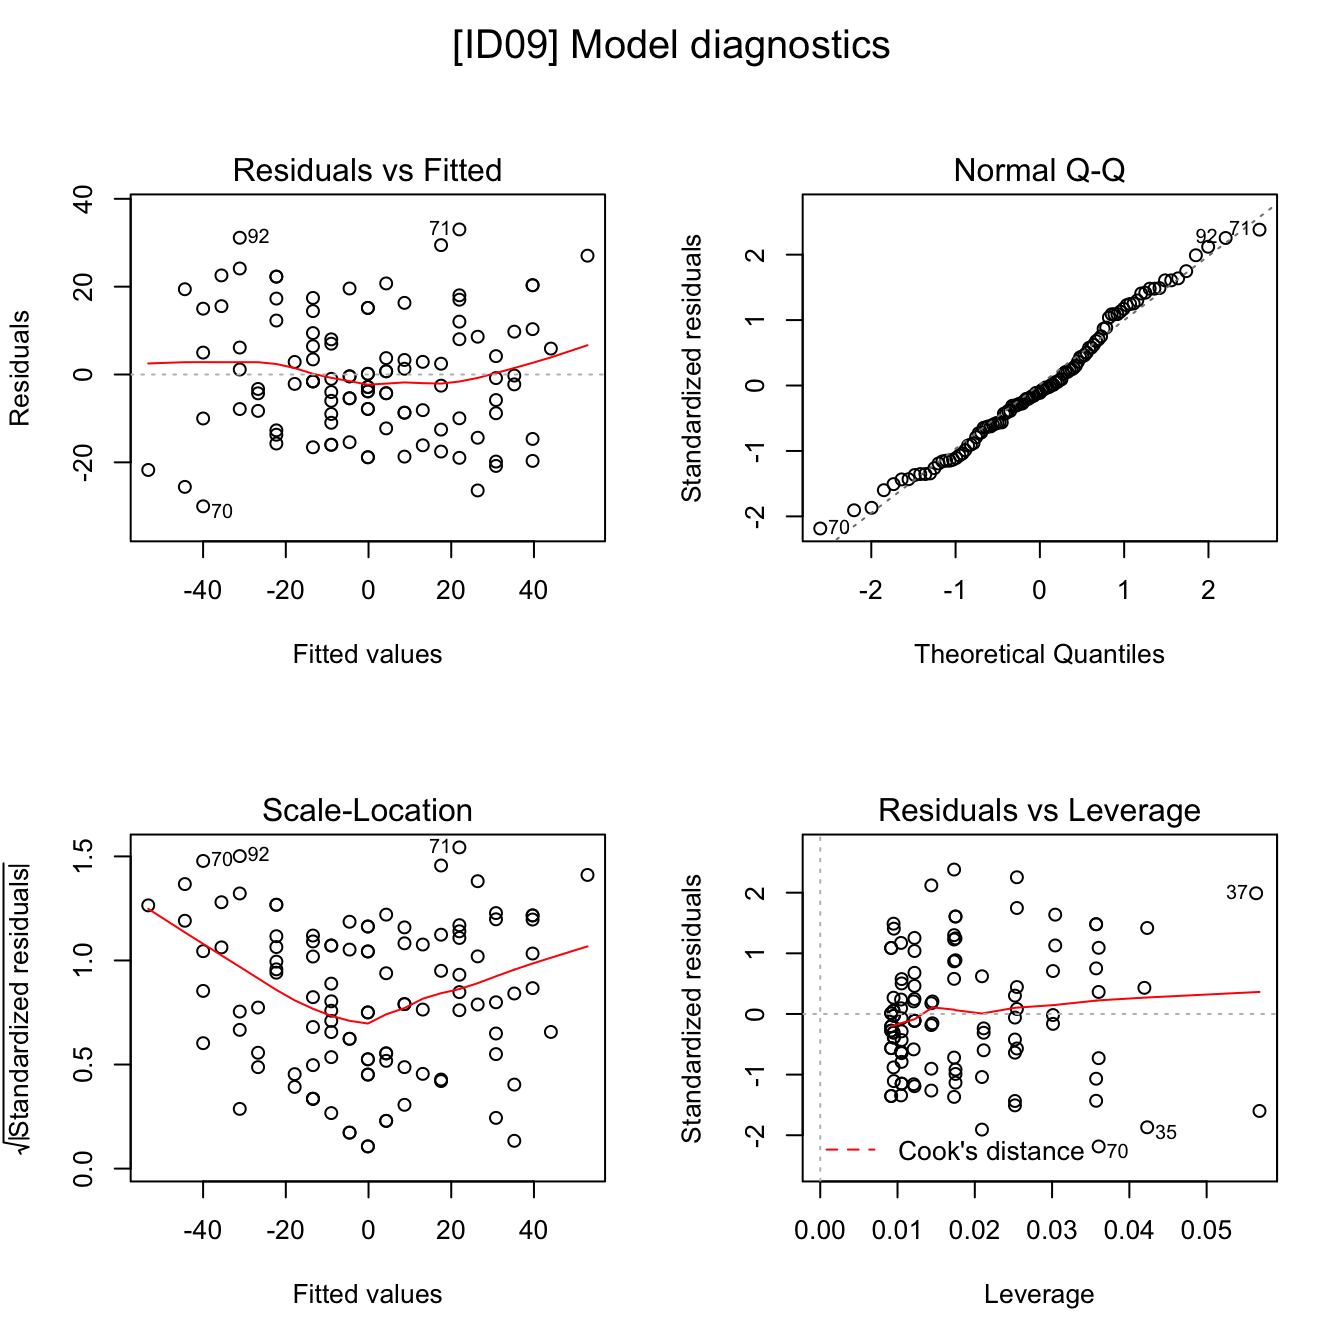 [ID09] Model diagnostics
Residuals vs Fitted
Residuals
40
20
0
-20
92
71
70
-40 -20 0 20 40
Fitted values
Normal Q-Q
Standardized residuals
2
1
0
-1
-2
92
71
70
-2 -1 0 1 2
Theoretical Quantiles
Scale-Location
√|Standardized residuals|
1.5
1.0
0.5
0.0
70
92
71
-40 -20 0 20 40
Fitted values
Residuals vs Leverage
Standardized residuals
2
1
0
-1
-2
37
35
70
Cook's distance
0.00 0.01 0.02 0.03 0.04 0.05
Leverage